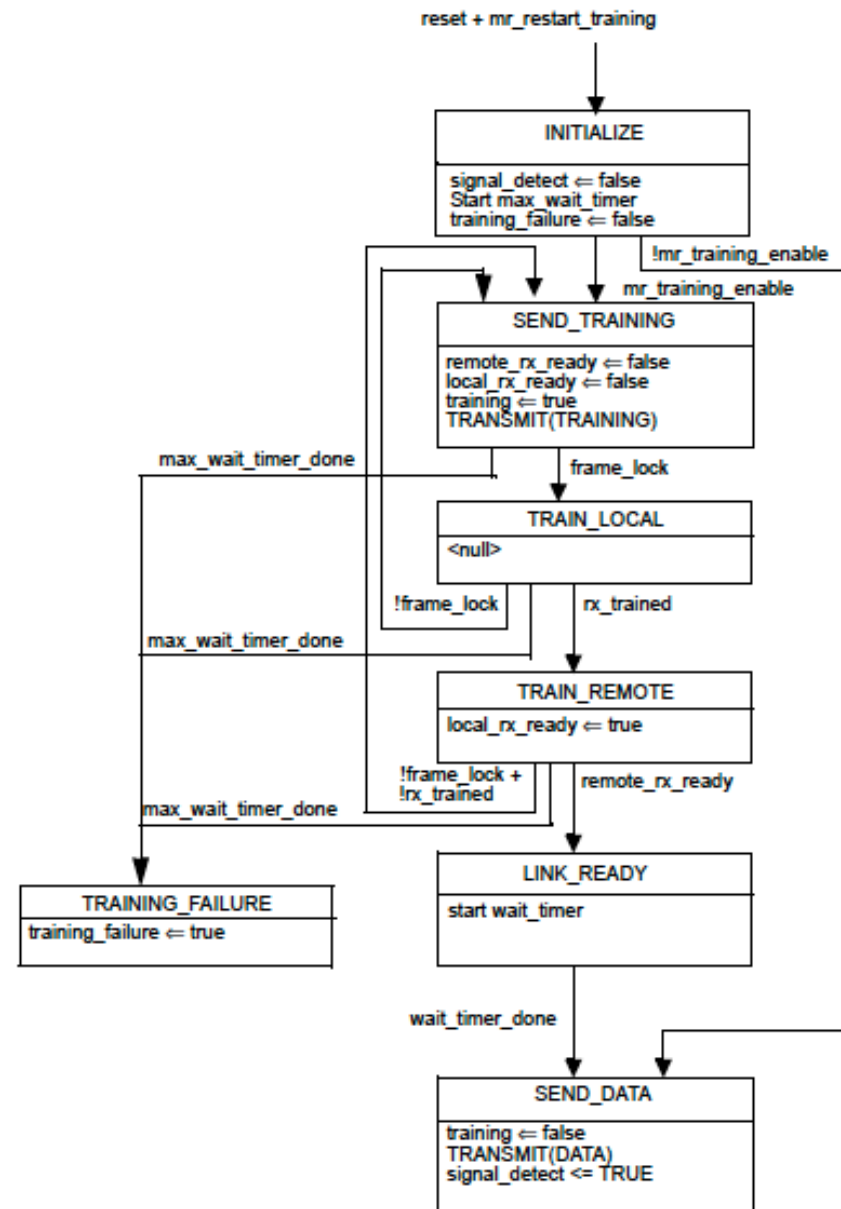 reset + mr_restart_training
INITIALIZE
signal_detect ⇐ false
Start max_wait_timer
training_failure ⇐ false
!mr_training_enable
mr_training_enable
SEND_TRAINING
remote_rx_ready ⇐ false
local_rx_ready ⇐ false
training ⇐ true
TRANSMIT(TRAINING)
max_wait_timer_done
frame_lock
TRAIN_LOCAL
<null>
!frame_lock
rx_trained
max_wait_timer_done
TRAIN_REMOTE
local_rx_ready ⇐ true
!frame_lock +
!rx_trained
remote_rx_ready
max_wait_timer_done
LINK_READY
start wait_timer
TRAINING_FAILURE
training_failure ⇐ true
wait_timer_done
SEND_DATA
training ⇐ false
TRANSMIT(DATA)
signal_detect <= TRUE